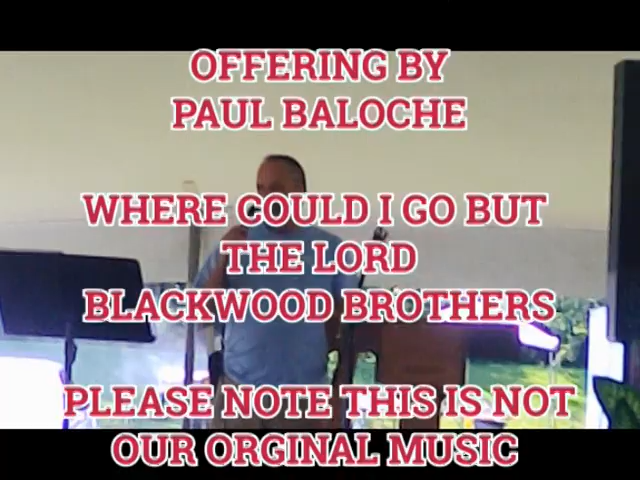 OFFERING BY
PAUL BALOCHE
WHERE COULD I GO BUT
THE LORD
BLACKWOOD BROTHERS
PLEASE NOTE THIS IS NOT
OUR ORGINAL MUSIC